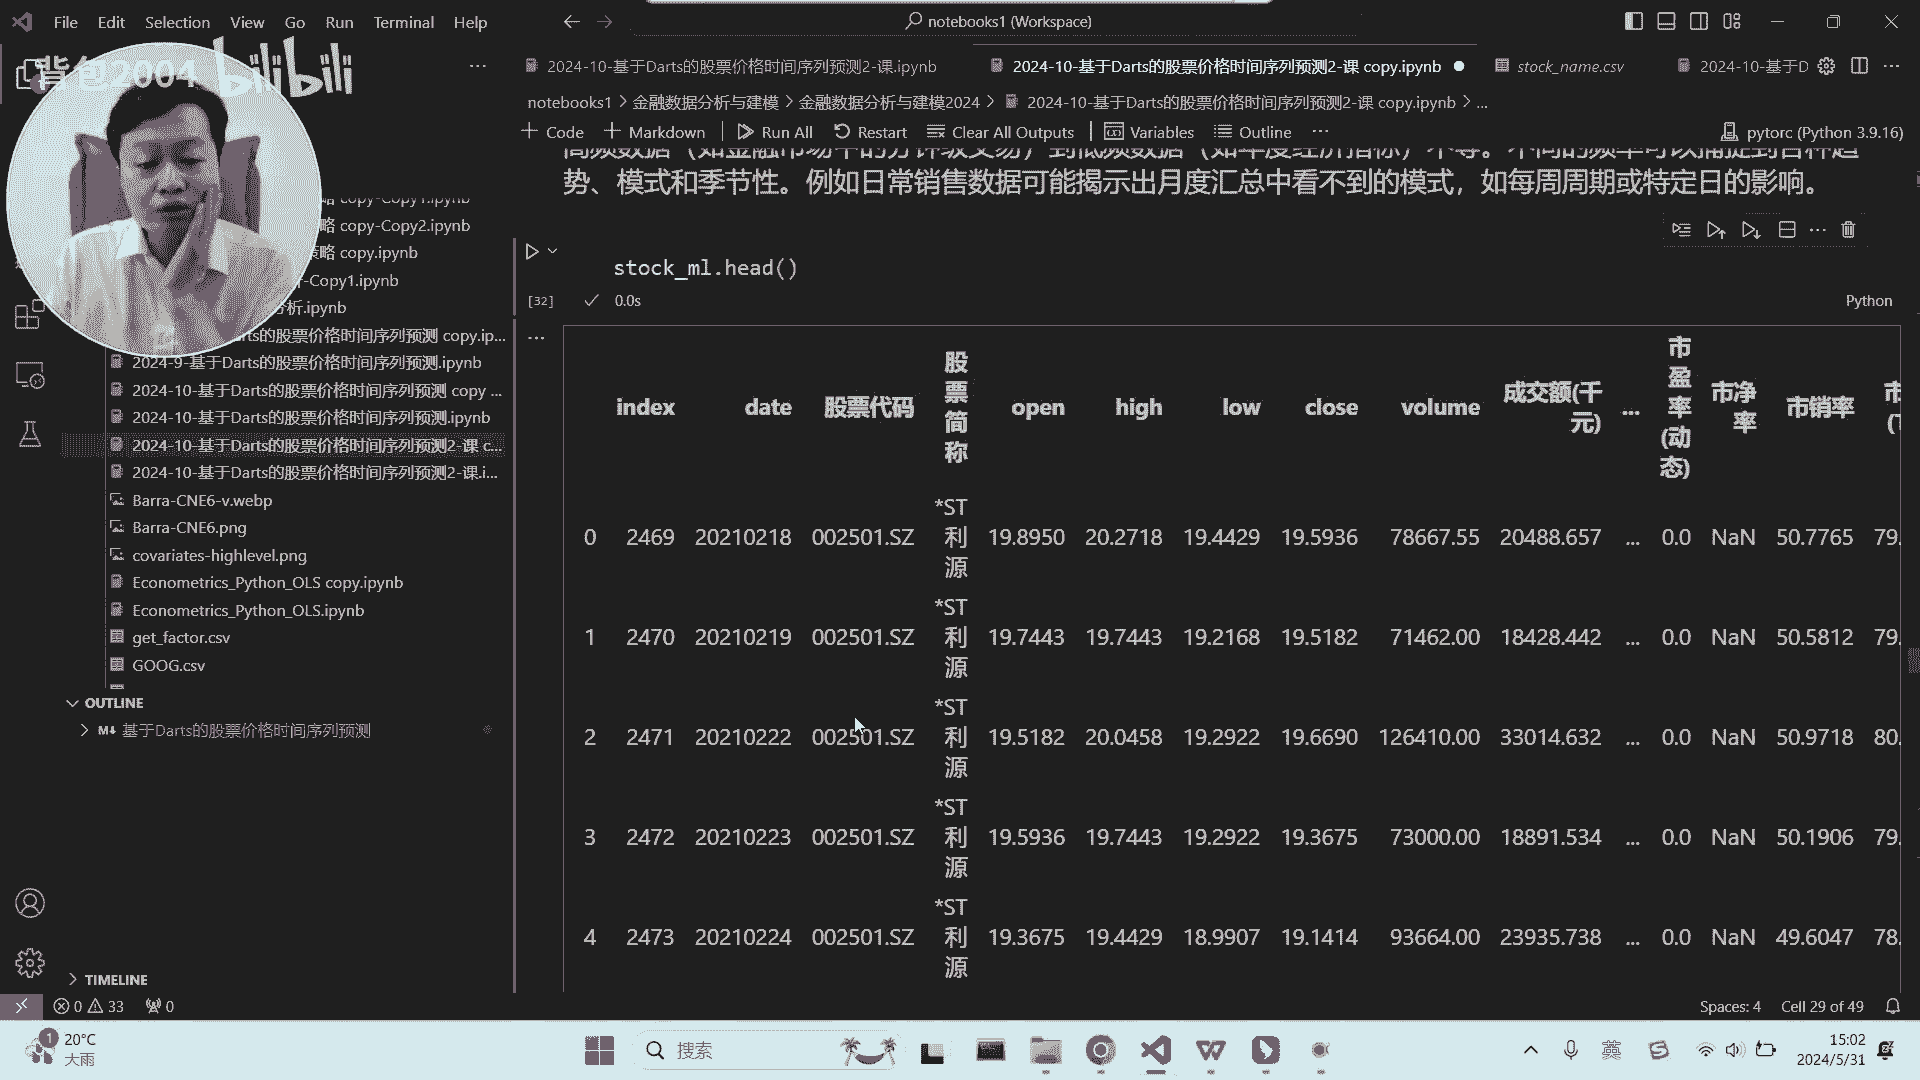 File Edit Selection View Go Run Terminal Help
notebooks1 (Workspace)
背包2004 bilibili
2024-10-基于Darts的股票价格时间序列预测2-课.ipynb
2024-10-基于Darts的股票价格时间序列预测2-课 copy.ipynb
stock_name.csv
2024-10-基于D
notebooks1 > 金融数据分析与建模 > 金融数据分析与建模2024 > 2024-10-基于Darts的股票价格时间序列预测2-课 copy.ipynb > ...
+ Code + Markdown Run All Restart Clear All Outputs Variables Outline ...
pytorc (Python 3.9.16)
势、模式和季节性。例如日常销售数据可能揭示出月度汇总中看不到的模式，如每周周期或特定日的影响。
略 copy-Copy1.ipynb
略 copy-Copy2.ipynb
策略 copy.ipynb
-Copy1.ipynb
分析.ipynb
rts的股票价格时间序列预测 copy.ip...
2024-9-基于Darts的股票价格时间序列预测.ipynb
2024-10-基于Darts的股票价格时间序列预测 copy ...
2024-10-基于Darts的股票价格时间序列预测.ipynb
2024-10-基于Darts的股票价格时间序列预测2-课 c...
2024-10-基于Darts的股票价格时间序列预测2-课.i...
Barra-CNE6-v.webp
Barra-CNE6.png
covariates-highlevel.png
Econometrics_Python_OLS copy.ipynb
Econometrics_Python_OLS.ipynb
get_factor.csv
GOOG.csv
OUTLINE
M↓ 基于Darts的股票价格时间序列预测
TIMELINE
stock_ml.head()
[32] ✓ 0.0s
Python
index date 股票代码 股票简称 open high low close volume 成交额(千元) ... 市盈率(动态) 市净率 市销率
0 2469 20210218 002501.SZ *ST利源 19.8950 20.2718 19.4429 19.5936 78667.55 20488.657 ... 0.0 NaN 50.7765 79.
1 2470 20210219 002501.SZ *ST利源 19.7443 19.7443 19.2168 19.5182 71462.00 18428.442 ... 0.0 NaN 50.5812 79.
2 2471 20210222 002501.SZ *ST利源 19.5182 20.0458 19.2922 19.6690 126410.00 33014.632 ... 0.0 NaN 50.9718 80.
3 2472 20210223 002501.SZ *ST利源 19.5936 19.7443 19.2922 19.3675 73000.00 18891.534 ... 0.0 NaN 50.1906 79.
4 2473 20210224 002501.SZ *ST利源 19.3675 19.4429 18.9907 19.1414 93664.00 23935.738 ... 0.0 NaN 49.6047 78.
0 33 0
Spaces: 4 Cell 29 of 49
1 20°C
大雨
搜索
英
15:02
2024/5/31